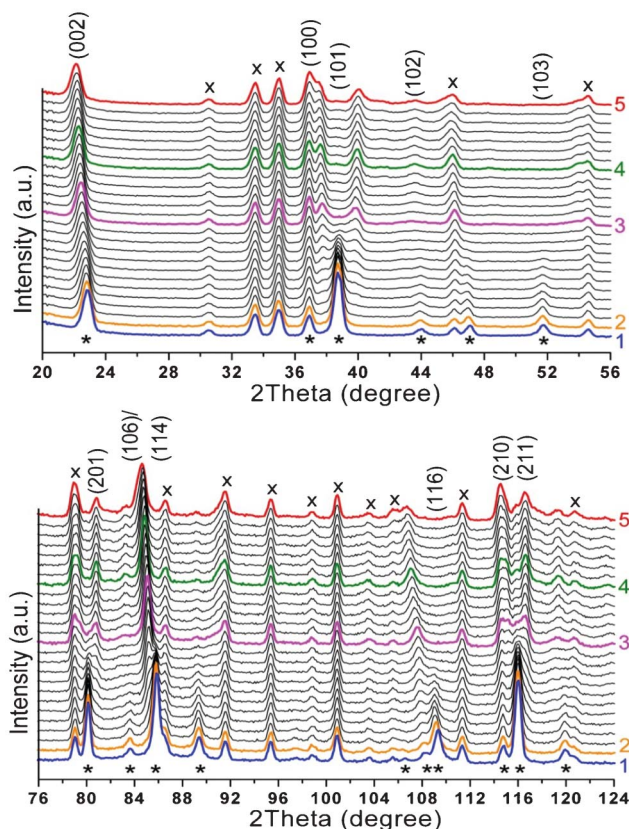 (002) x x x (100) (101) (102) x (103) x
5
4
3
2
1
* * * * * *
20 24 28 32 36 40 44 48 52 56
2Theta (degree)
Intensity (a.u.)
x (201) (106)/ (114) x x x x x x x (116) x (210) (211) x
5
4
3
2
1
* * * * * * * * * *
76 80 84 88 92 96 100 104 108 112 116 120 124
2Theta (degree)
Intensity (a.u.)